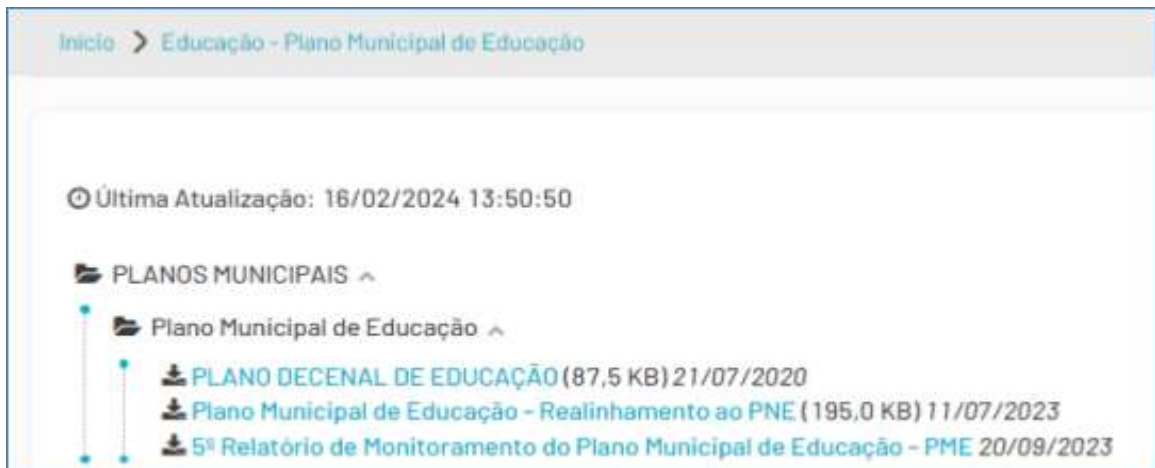 Início > Educação - Plano Municipal de Educação
Última Atualização: 16/02/2024 13:50:50
PLANOS MUNICIPAIS
Plano Municipal de Educação
PLANO DECENAL DE EDUCAÇÃO (87,5 KB) 21/07/2020
Plano Municipal de Educação - Realinhamento ao PNE (195,0 KB) 11/07/2023
5º Relatório de Monitoramento do Plano Municipal de Educação - PME 20/09/2023